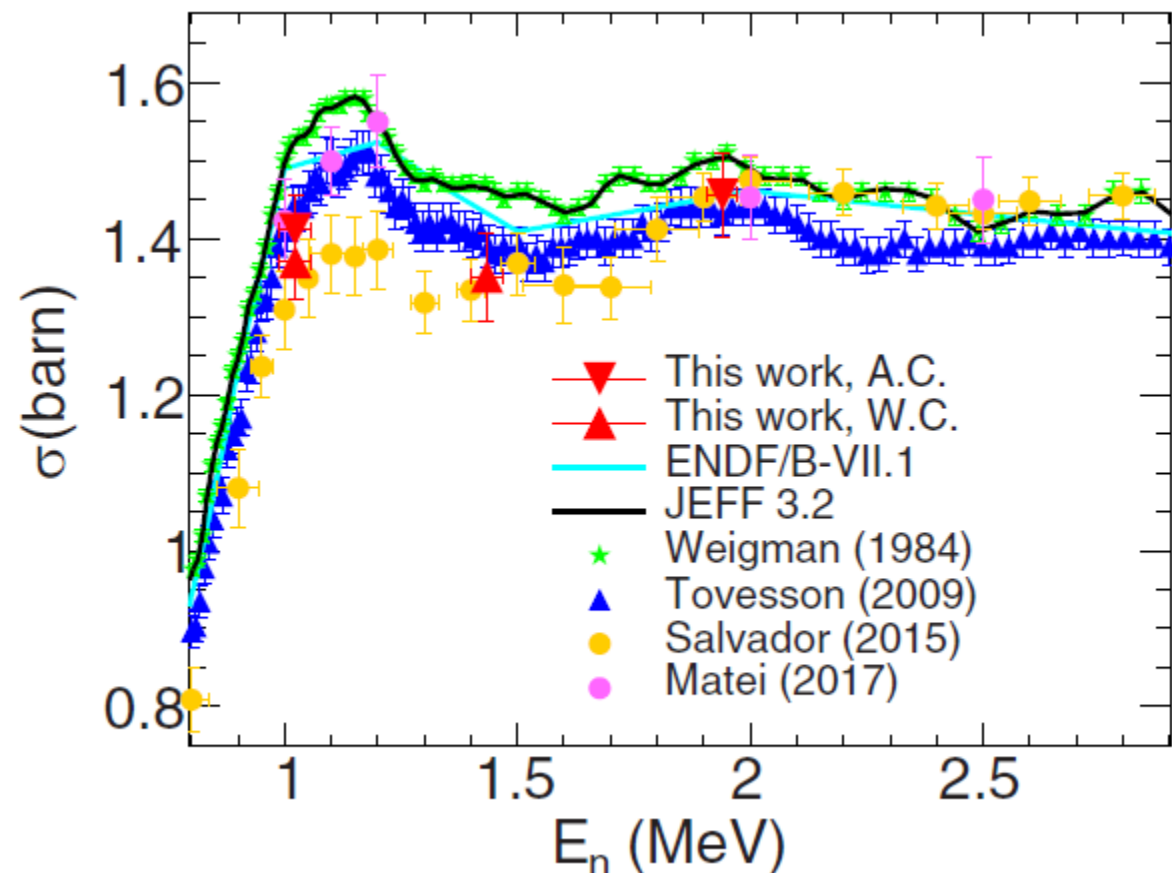 1.6
1.4
1.2
1
0.8
σ(barn)
This work, A.C.
This work, W.C.
ENDF/B-VII.1
JEFF 3.2
Weigman (1984)
Tovesson (2009)
Salvador (2015)
Matei (2017)
1 1.5 2 2.5
Eₙ (MeV)